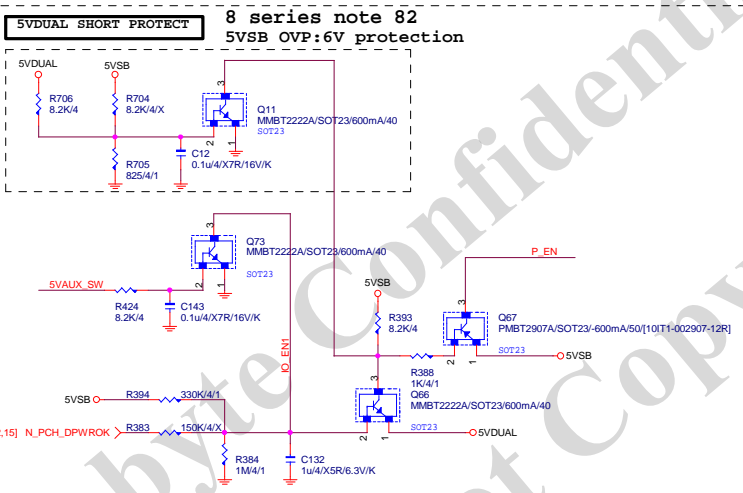 5VDUAL SHORT PROTECT
8 series note 82
5VSB OVP:6V protection
5VDUAL
5VSB
R706
8.2K/4
R704
8.2K/4/X
3
Q11
MMBT2222A/SOT23/600mA/40
SOT23
2
1
R705
825/4/1
C12
0.1u/4/X7R/16V/K
3
Q73
MMBT2222A/SOT23/600mA/40
SOT23
2
1
5VAUX_SW
R424
8.2K/4
C143
0.1u/4/X7R/16V/K
P_EN
5VSB
R393
8.2K/4
3
Q67
PMBT2907A/SOT23/-600mA/50/[10IT1-002907-12R]
SOT23
2
1
5VSB
R388
1K/4/1
IO_EN1
3
Q66
MMBT2222A/SOT23/600mA/40
SOT23
2
1
5VDUAL
5VSB
R394
330K/4/1
,15] N_PCH_DPWROK
R383
150K/4/X
R384
1M/4/1
C132
1u/4/X5R/6.3V/K
byte Confidenti
t Copy